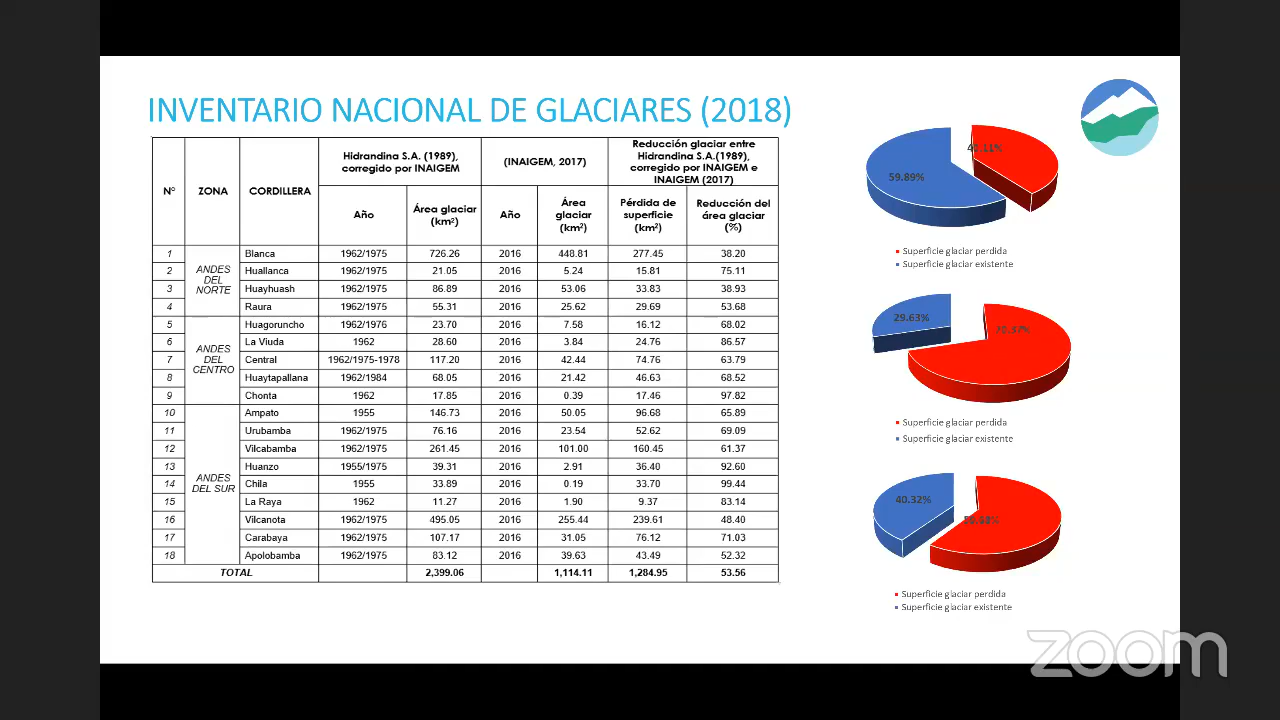 INVENTARIO NACIONAL DE GLACIARES (2018)
N° ZONA CORDILLERA Hidrandina S.A. (1989), corregido por INAIGEM (INAIGEM, 2017) Reducción glaciar entre Hidrandina S.A.(1989), corregido por INAIGEM e INAIGEM (2017)
Año Área glaciar (km²) Año Área glaciar (km²) Pérdida de superficie (km²) Reducción del área glaciar (%)
ANDES DEL NORTE
1 Blanca 1962/1975 726.26 2016 448.81 277.45 38.20
2 Huallanca 1962/1975 21.05 2016 5.24 15.81 75.11
3 Huayhuash 1962/1975 86.89 2016 53.06 33.83 38.93
4 Raura 1962/1975 55.31 2016 25.62 29.69 53.68
ANDES DEL CENTRO
5 Huagoruncho 1962/1976 23.70 2016 7.58 16.12 68.02
6 La Viuda 1962 28.60 2016 3.84 24.76 86.57
7 Central 1962/1975-1978 117.20 2016 42.44 74.76 63.79
8 Huaytapallana 1962/1984 68.05 2016 21.42 46.63 68.52
9 Chonta 1962 17.85 2016 0.39 17.46 97.82
ANDES DEL SUR
10 Ampato 1955 146.73 2016 50.05 96.68 65.89
11 Urubamba 1962/1975 76.16 2016 23.54 52.62 69.09
12 Vilcabamba 1962/1975 261.45 2016 101.00 160.45 61.37
13 Huanzo 1955/1975 39.31 2016 2.91 36.40 92.60
14 Chila 1955 33.89 2016 0.19 33.70 99.44
15 La Raya 1962 11.27 2016 1.90 9.37 83.14
16 Vilcanota 1962/1975 495.05 2016 255.44 239.61 48.40
17 Carabaya 1962/1975 107.17 2016 31.05 76.12 71.03
18 Apolobamba 1962/1975 83.12 2016 39.63 43.49 52.32
TOTAL 2,399.06 1,114.11 1,284.95 53.56
59.89%
Superficie glaciar perdida
Superficie glaciar existente
29.63% 70.37%
Superficie glaciar perdida
Superficie glaciar existente
40.32%
Superficie glaciar perdida
Superficie glaciar existente
zoom